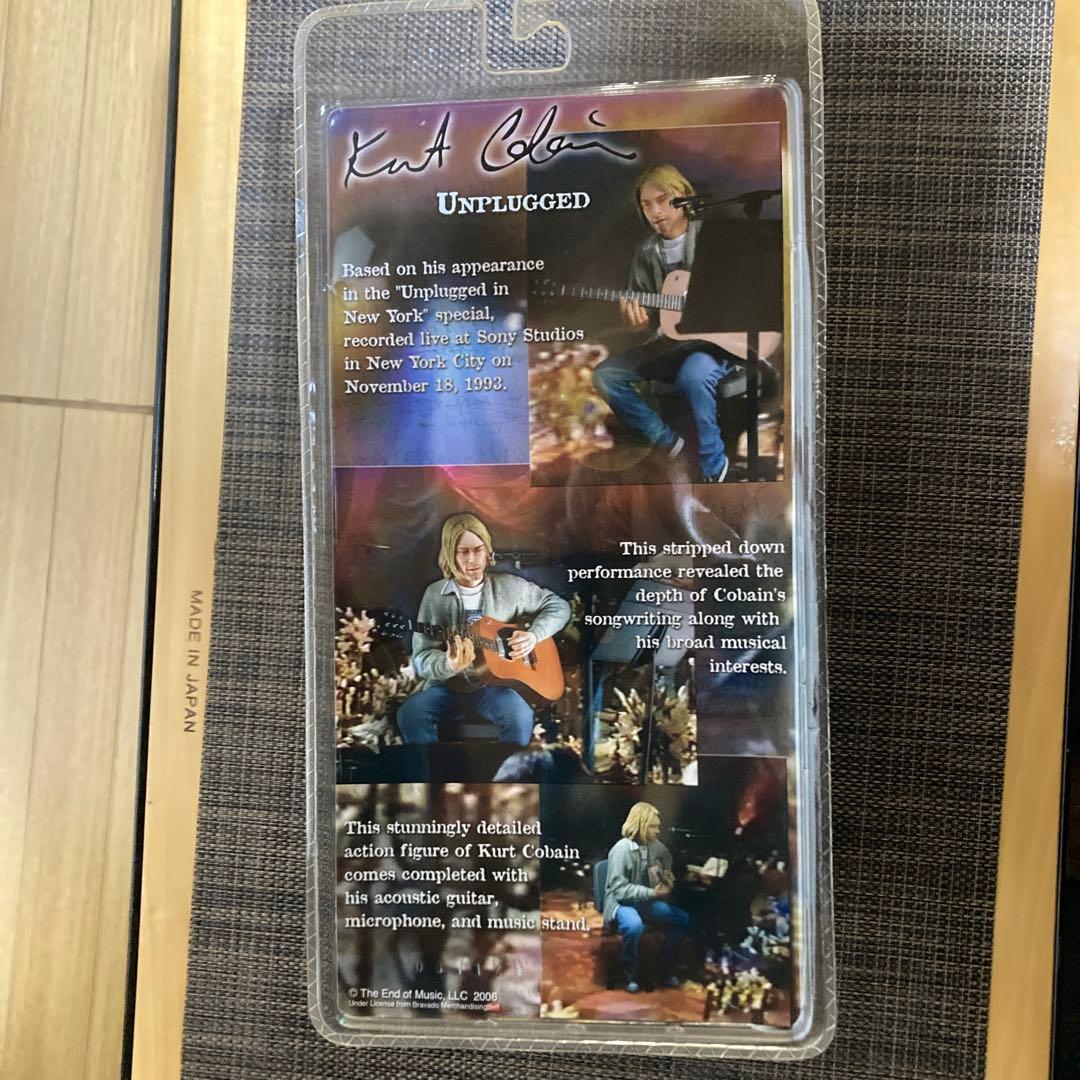 Kurt Cobain
UNPLUGGED
Based on his appearance
in the "Unplugged in
New York" special,
recorded live at Sony Studios
in New York City on
November 18, 1993.
This stripped down
performance revealed the
depth of Cobain's
songwriting along with
his broad musical
interests.
MADE IN JAPAN
This stunningly detailed
action figure of Kurt Cobain
comes completed with
his acoustic guitar,
microphone, and music stand.
© The End of Music, LLC 2006
Under License from Bravado Merchandising